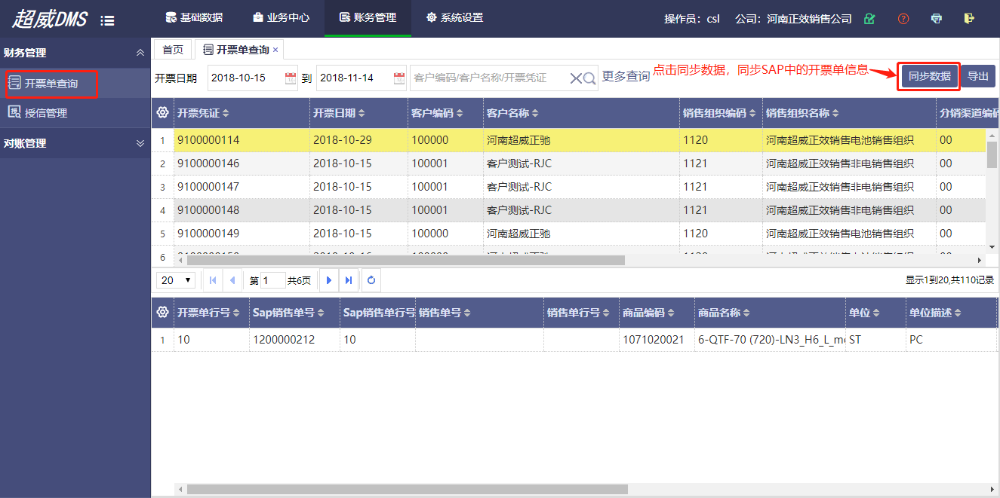 超威DMS 基础数据 业务中心 账务管理 系统设置 操作员：csl 公司：河南正效销售公司
财务管理
开票单查询
授信管理
对账管理
首页 开票单查询 ×
开票日期 2018-10-15 到 2018-11-14 客户编码/客户名称/开票凭证 更多查询 点击同步数据，同步SAP中的开票单信息 同步数据 导出
开票凭证 开票日期 客户编码 客户名称 销售组织编码 销售组织名称 分销渠道编码
1 9100000114 2018-10-29 100000 河南超威正驰 1120 河南超威正效销售电池销售组织 00
2 9100000146 2018-10-15 100001 客户测试-RJC 1121 河南超威正效销售非电销售组织 00
3 9100000147 2018-10-15 100001 客户测试-RJC 1121 河南超威正效销售非电销售组织 00
4 9100000148 2018-10-15 100001 客户测试-RJC 1121 河南超威正效销售非电销售组织 00
5 9100000149 2018-10-15 100000 河南超威正驰 1120 河南超威正效销售电池销售组织 00
6
20 第 1 共6页 显示1到20,共110记录
开票单行号 Sap销售单号 Sap销售单行号 销售单号 销售单行号 商品编码 商品名称 单位 单位描述
1 10 1200000212 10 1071020021 6-QTF-70 (720)-LN3_H6_L_m ST PC